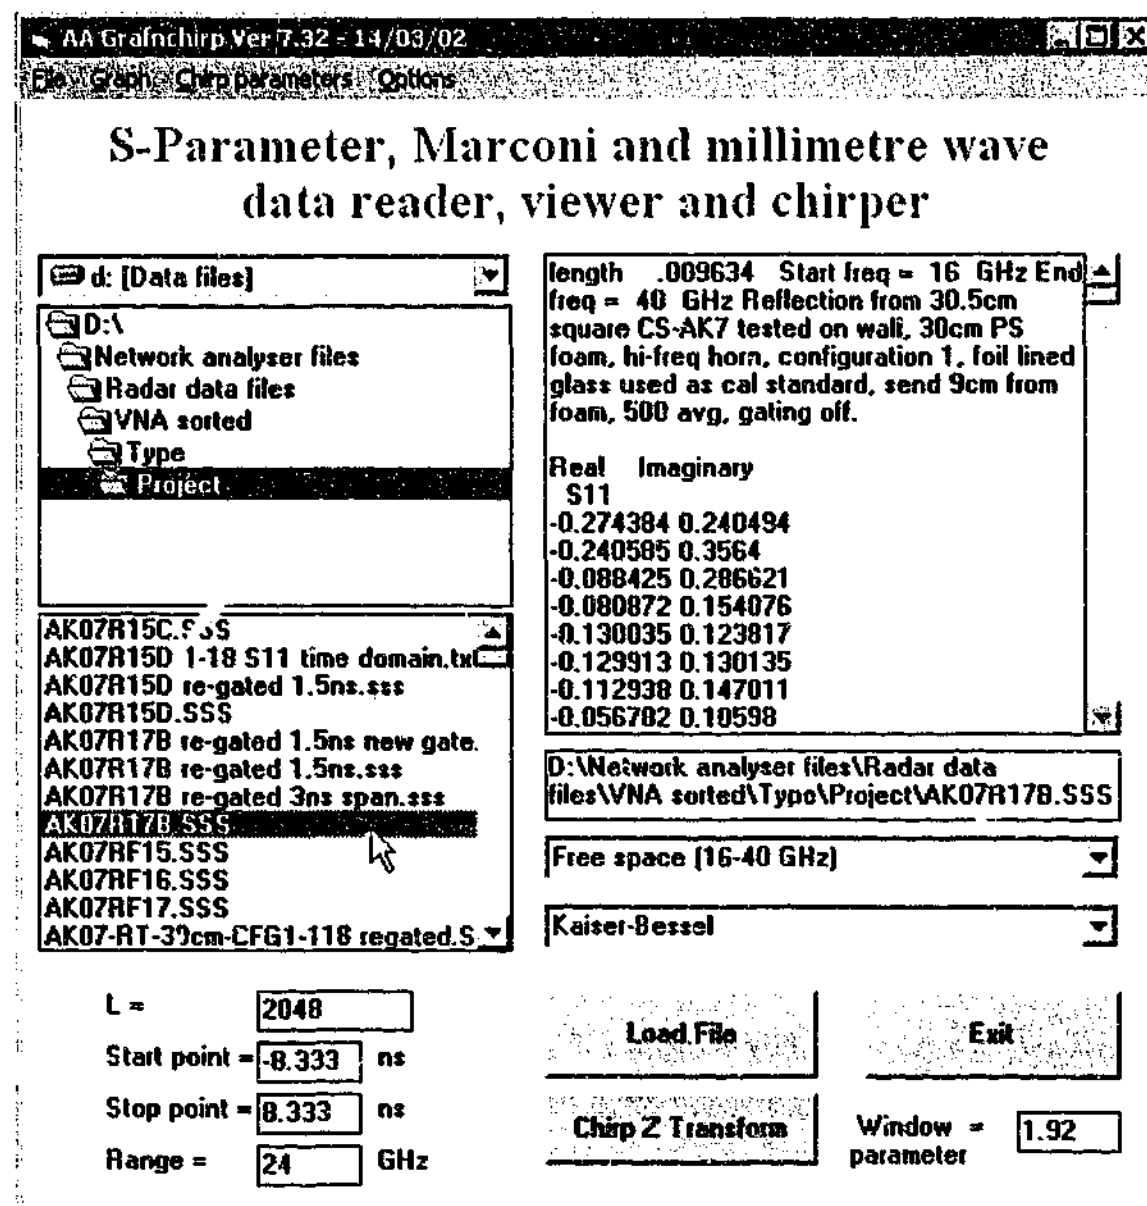 AA Grafnchirp Ver 7.32 - 14/03/02
File Graph Chirp parameters Options
S-Parameter, Marconi and millimetre wave
data reader, viewer and chirper
d: [Data files]
D:\
Network analyser files
Radar data files
VNA sorted
Type
Project
AK07R15C.SSS
AK07R15D 1-18 S11 time domain.txt
AK07R15D re-gated 1.5ns.sss
AK07R15D.SSS
AK07R17B re-gated 1.5ns new gate.
AK07R17B re-gated 1.5ns.sss
AK07R17B re-gated 3ns span.sss
AK07R17B.SSS
AK07RF15.SSS
AK07RF16.SSS
AK07RF17.SSS
AK07-RT-39cm-CFG1-118 regated.S
length .009634 Start freq = 16 GHz End
freq = 40 GHz Reflection from 30.5cm
square CS-AK7 tested on wall, 30cm PS
foam, hi-freq horn, configuration 1, foil lined
glass used as cal standard, send 9cm from
foam, 500 avg, gating off.
Real Imaginary
S11
-0.274384 0.240494
-0.240585 0.3564
-0.088425 0.286621
-0.080872 0.154076
-0.130035 0.123817
-0.129913 0.130135
-0.112938 0.147011
-0.056782 0.10598
D:\Network analyser files\Radar data
files\VNA sorted\Type\Project\AK07R17B.SSS
Free space (16-40 GHz)
Kaiser-Bessel
L = 2048
Start point = -8.333 ns
Stop point = 8.333 ns
Range = 24 GHz
Load File
Exit
Chirp Z Transform
Window = 1.92
parameter